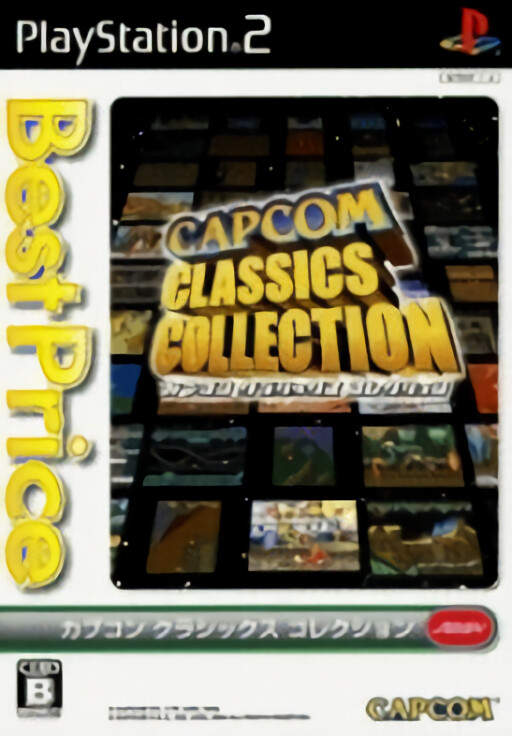 PlayStation.2
Best Price
CAPCOM
CLASSICS
COLLECTION
カプコン クラシックス コレクション
カプコン クラシックス コレクション
B
CAPCOM